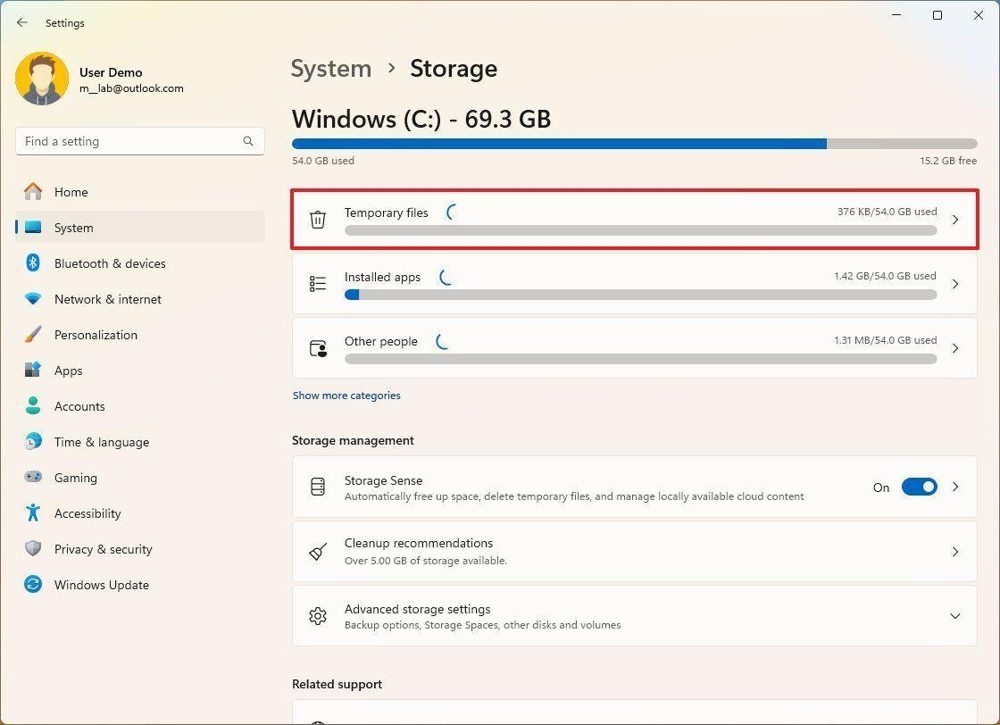 Settings
User Demo
m__lab@outlook.com
Find a setting
Home
System
Bluetooth & devices
Network & internet
Personalization
Apps
Accounts
Time & language
Gaming
Accessibility
Privacy & security
Windows Update
System > Storage
Windows (C:) - 69.3 GB
54.0 GB used 15.2 GB free
Temporary files 376 KB/54.0 GB used
Installed apps 1.42 GB/54.0 GB used
Other people 1.31 MB/54.0 GB used
Show more categories
Storage management
Storage Sense
Automatically free up space, delete temporary files, and manage locally available cloud content
On
Cleanup recommendations
Over 5.00 GB of storage available.
Advanced storage settings
Backup options, Storage Spaces, other disks and volumes
Related support